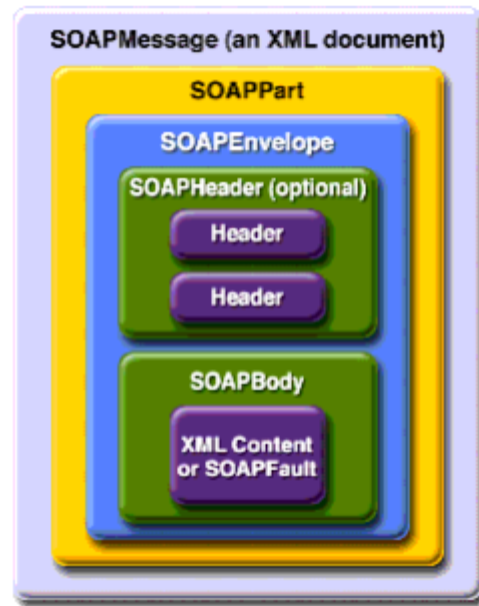 SOAPMessage (an XML document)
SOAPPart
SOAPEnvelope
SOAPHeader (optional)
Header
Header
SOAPBody
XML Content
or SOAPFault